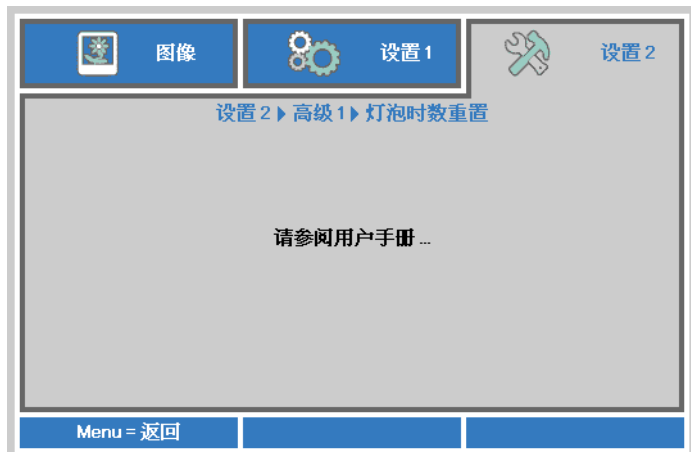 图像
设置 1
设置 2
设置 2 ▶ 高级 1 ▶ 灯泡时数重置
请参阅用户手册 ...
Menu = 返回